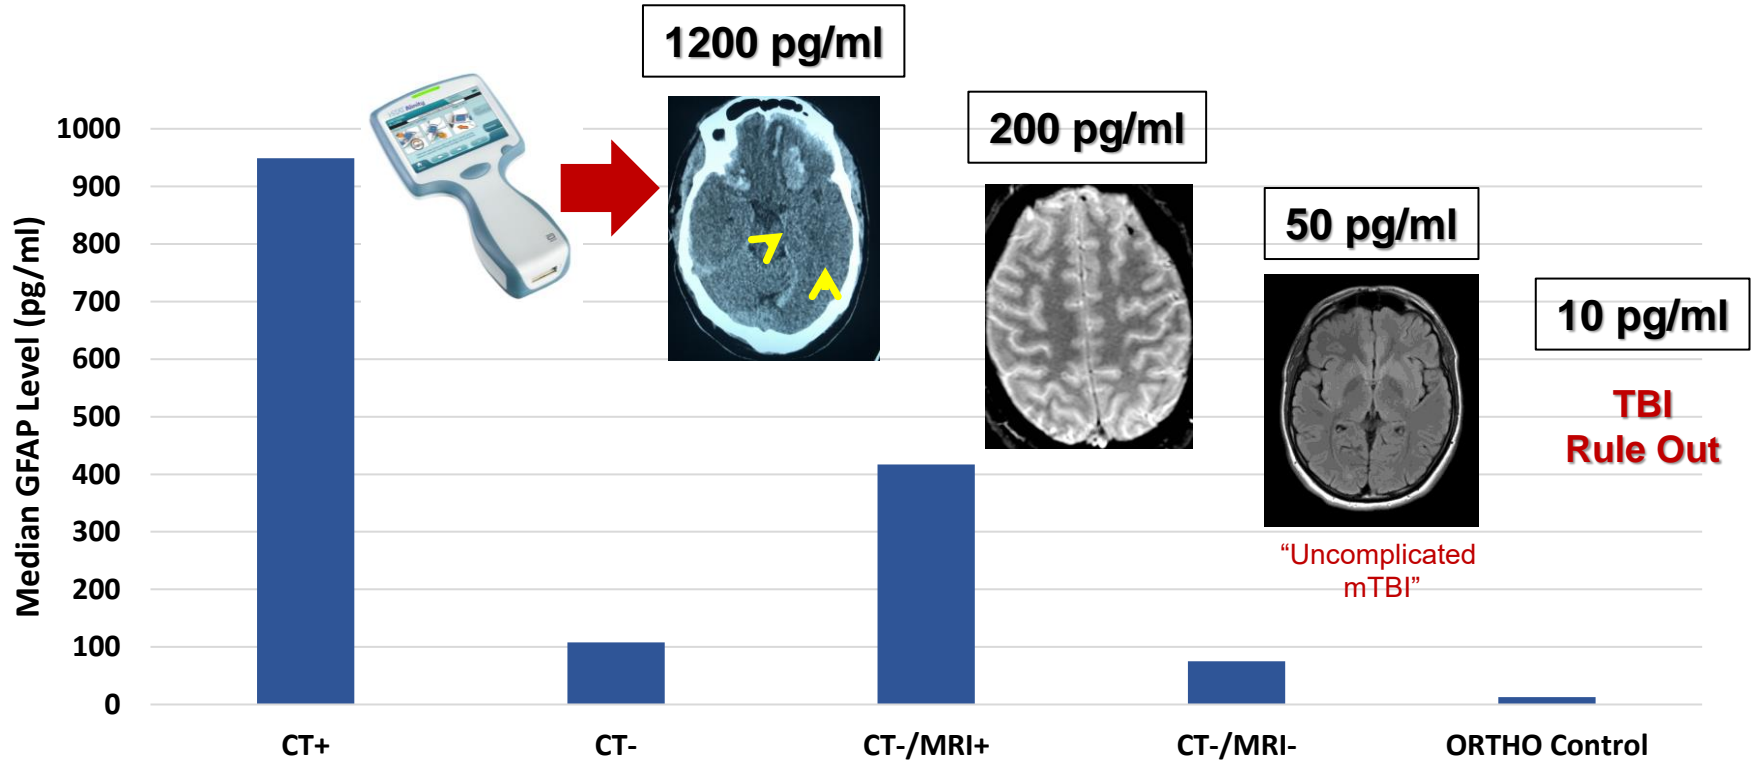 1200 pg/ml
200 pg/ml
50 pg/ml
10 pg/ml
TBI
Rule Out
“Uncomplicated
mTBI”
Median GFAP Level (pg/ml)
1000
900
800
700
600
500
400
300
200
100
0
CT+
CT-
CT-/MRI+
CT-/MRI-
ORTHO Control